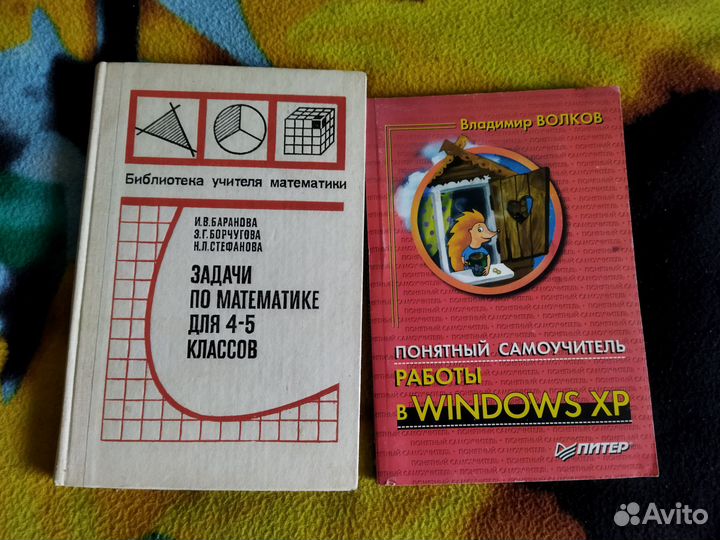 Библиотека учителя математики
И.В.БАРАНОВА
З.Г.БОРЧУГОВА
Н.Л.СТЕФАНОВА
ЗАДАЧИ
ПО МАТЕМАТИКЕ
ДЛЯ 4-5
КЛАССОВ
Владимир ВОЛКОВ
ПОНЯТНЫЙ САМОУЧИТЕЛЬ
РАБОТЫ
в WINDOWS XP
ПИТЕР
Avito